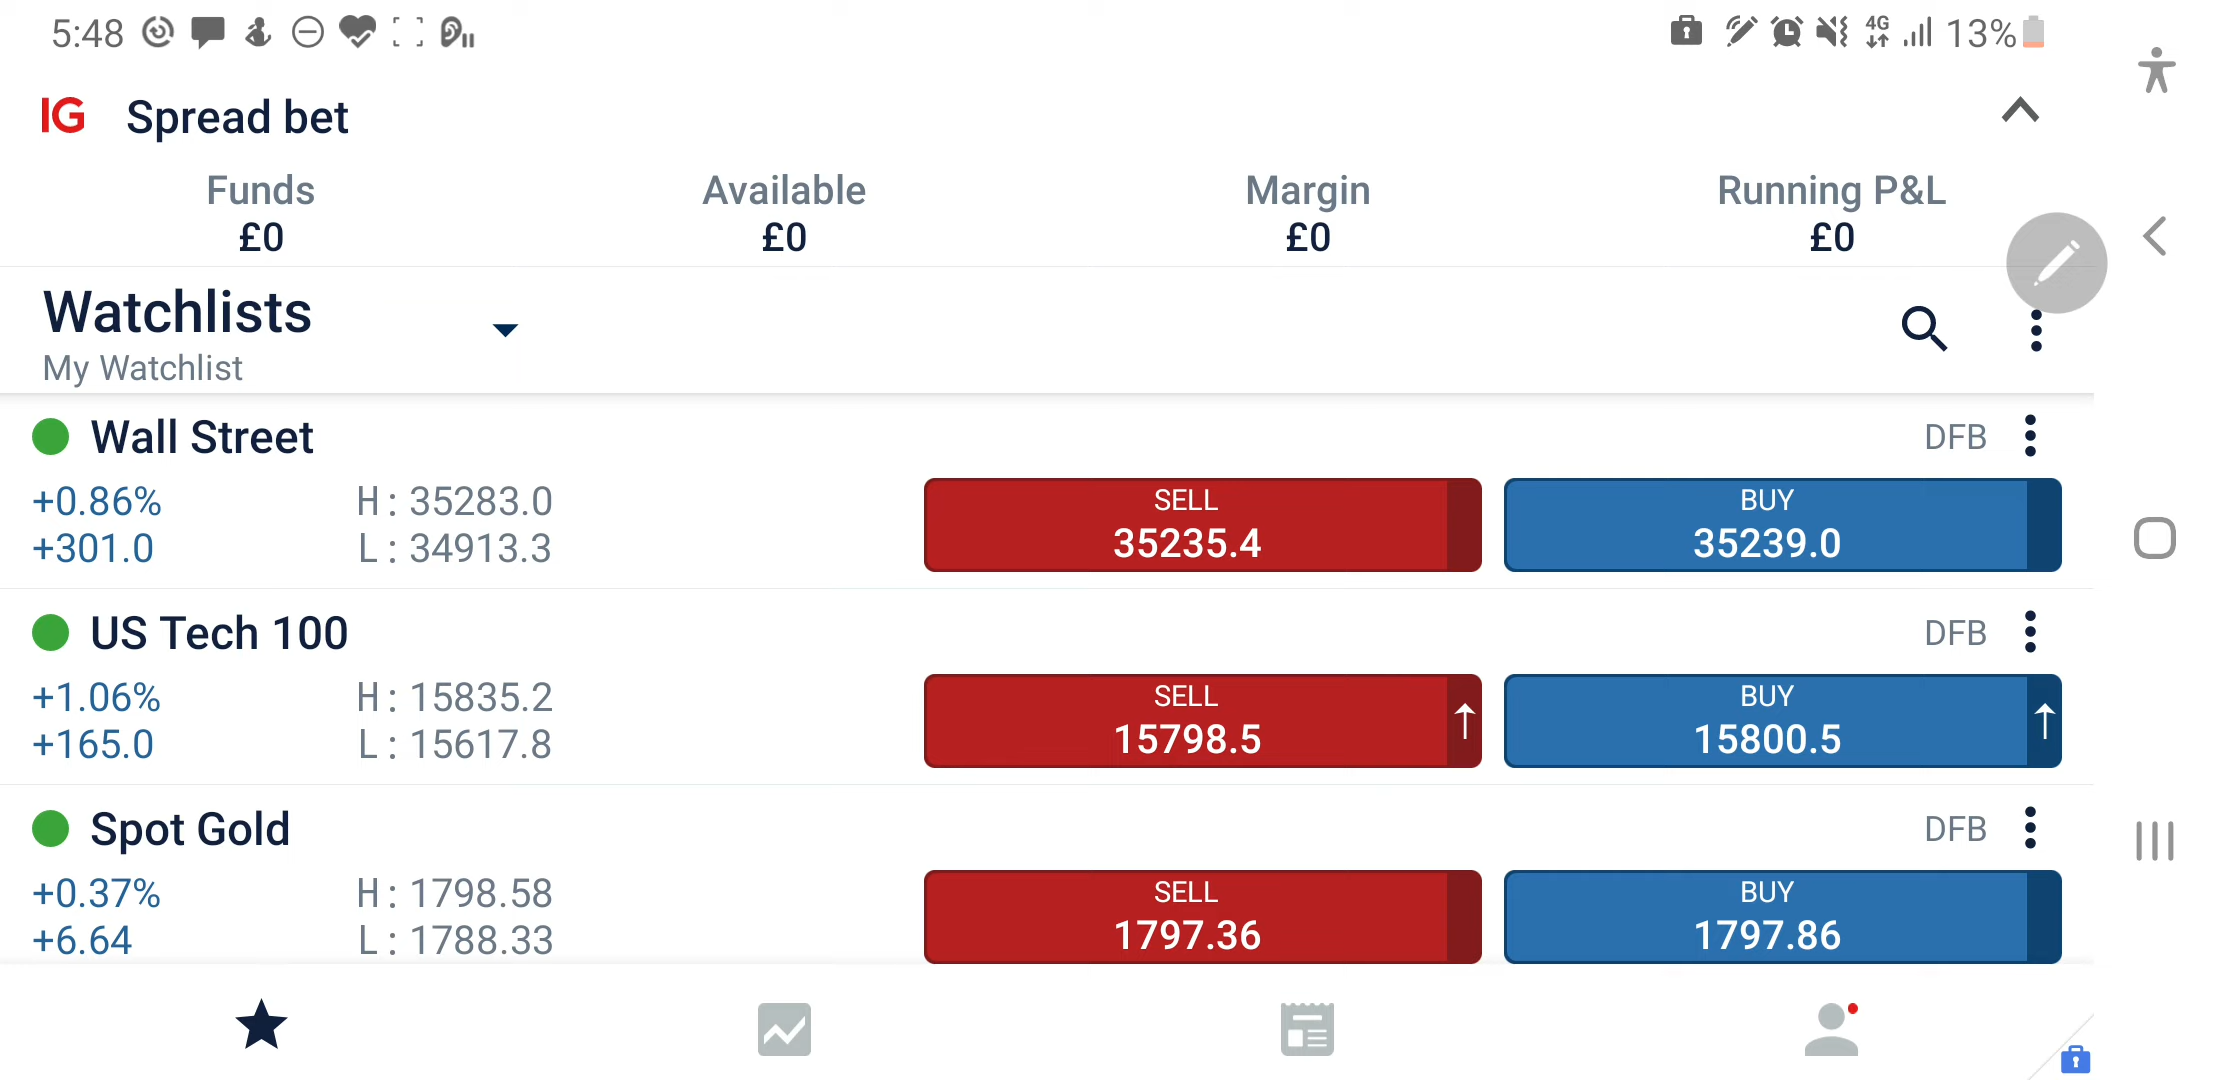 5:48
4G 13%
IG Spread bet
Funds Available Margin Running P&L
£0 £0 £0 £0
Watchlists
My Watchlist
Wall Street DFB
+0.86% H: 35283.0 SELL BUY
+301.0 L: 34913.3 35235.4 35239.0
US Tech 100 DFB
+1.06% H: 15835.2 SELL BUY
+165.0 L: 15617.8 15798.5 15800.5
Spot Gold DFB
+0.37% H: 1798.58 SELL BUY
+6.64 L: 1788.33 1797.36 1797.86